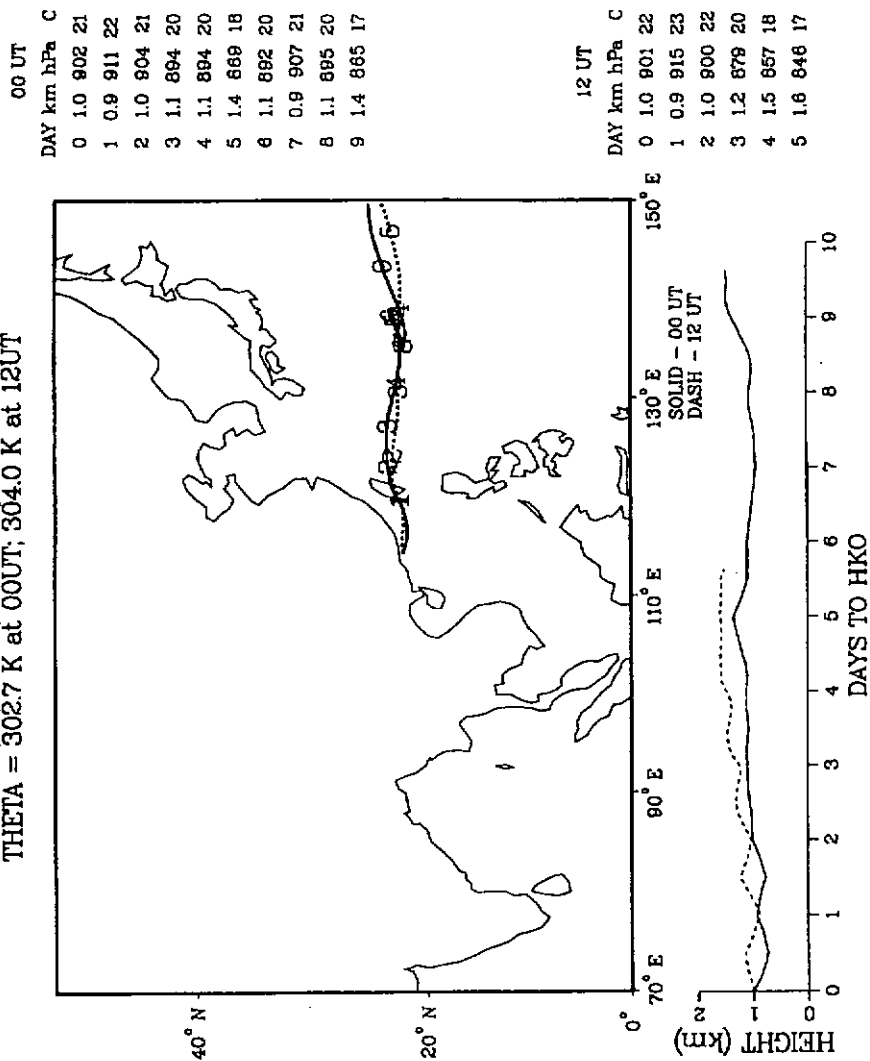 THETA = 302.7 K at 00UT; 304.0 K at 12UT
40° N
20° N
0°
70° E
90° E
110° E
130° E
150° E
00 UT
DAY km hPa C
0 1.0 902 21
1 0.9 911 22
2 1.0 904 21
3 1.1 894 20
4 1.1 894 20
5 1.4 869 18
6 1.1 892 20
7 0.9 907 21
8 1.1 895 20
9 1.4 865 17
12 UT
DAY km hPa C
0 1.0 901 22
1 0.9 915 23
2 1.0 900 22
3 1.2 879 20
4 1.5 857 18
5 1.6 846 17
SOLID - 00 UT
DASH - 12 UT
HEIGHT (km)
2
1
0
0 1 2 3 4 5 6 7 8 9 10
DAYS TO HKO